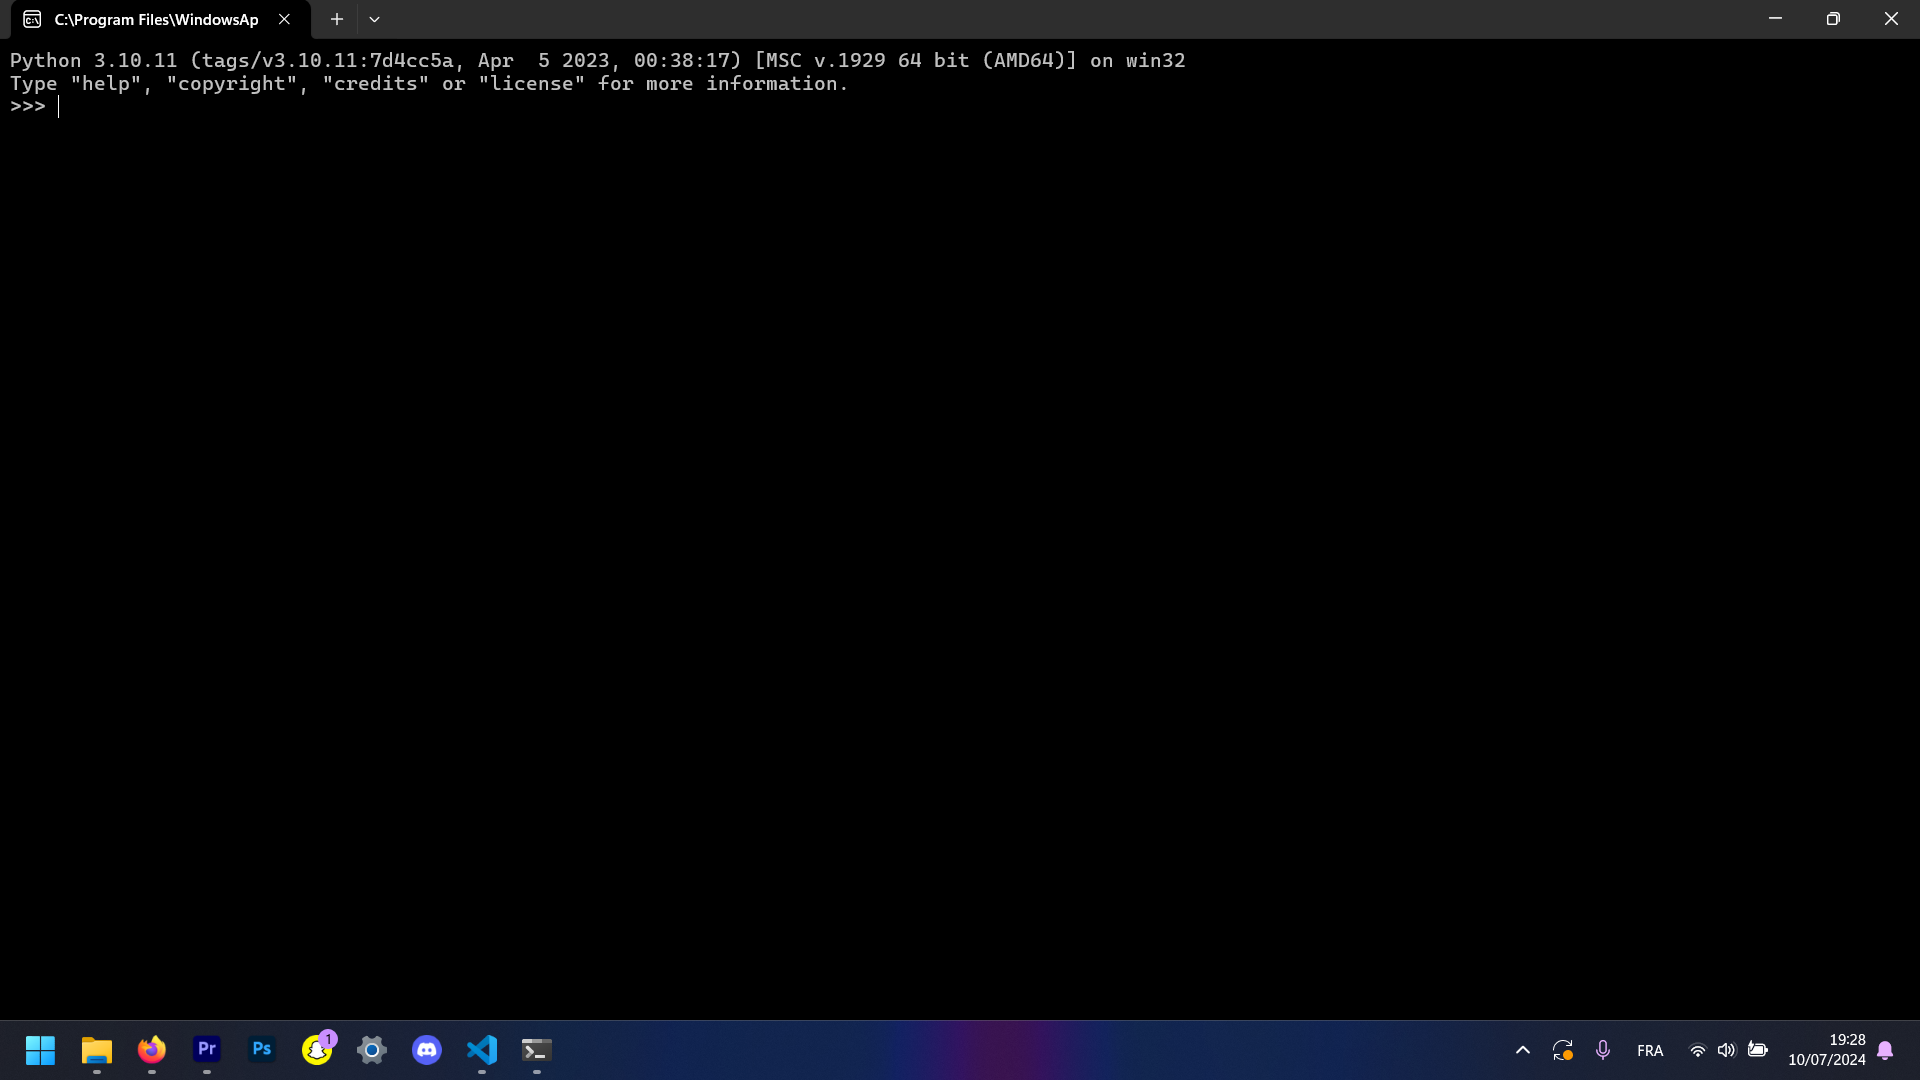 C:\Program Files\WindowsAp
Python 3.10.11 (tags/v3.10.11:7d4cc5a, Apr  5 2023, 00:38:17) [MSC v.1929 64 bit (AMD64)] on win32
Type "help", "copyright", "credits" or "license" for more information.
>>>
Pr
Ps
1
FRA
19:28
10/07/2024